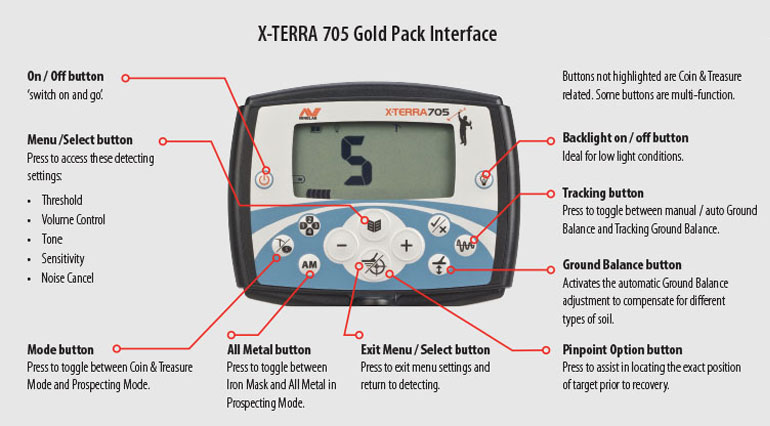 X-TERRA 705 Gold Pack Interface
On / Off button
‘switch on and go’.
Menu /Select button
Press to access these detecting
settings:
• Threshold
• Volume Control
• Tone
• Sensitivity
• Noise Cancel
Mode button
Press to toggle between Coin & Treasure
Mode and Prospecting Mode.
All Metal button
Press to toggle between
Iron Mask and All Metal in
Prospecting Mode.
MINELAB
X-TERRA705
5
1
2
3
4
AM
Exit Menu / Select button
Press to exit menu settings and
return to detecting.
Buttons not highlighted are Coin & Treasure
related. Some buttons are multi-function.
Backlight on / off button
Ideal for low light conditions.
Tracking button
Press to toggle between manual / auto Ground
Balance and Tracking Ground Balance.
Ground Balance button
Activates the automatic Ground Balance
adjustment to compensate for different
types of soil.
Pinpoint Option button
Press to assist in locating the exact position
of target prior to recovery.